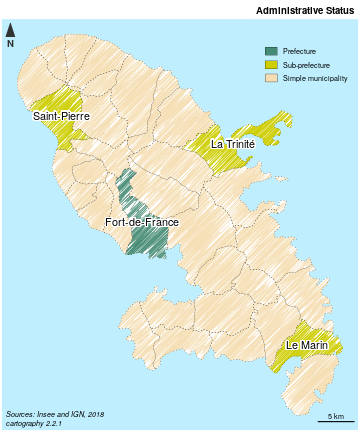 Administrative Status
N
Prefecture
Sub-prefecture
Simple municipality
Saint-Pierre
La Trinité
Fort-de-France
Le Marin
Sources: Insee and IGN, 2018
cartography 2.2.1
5 km